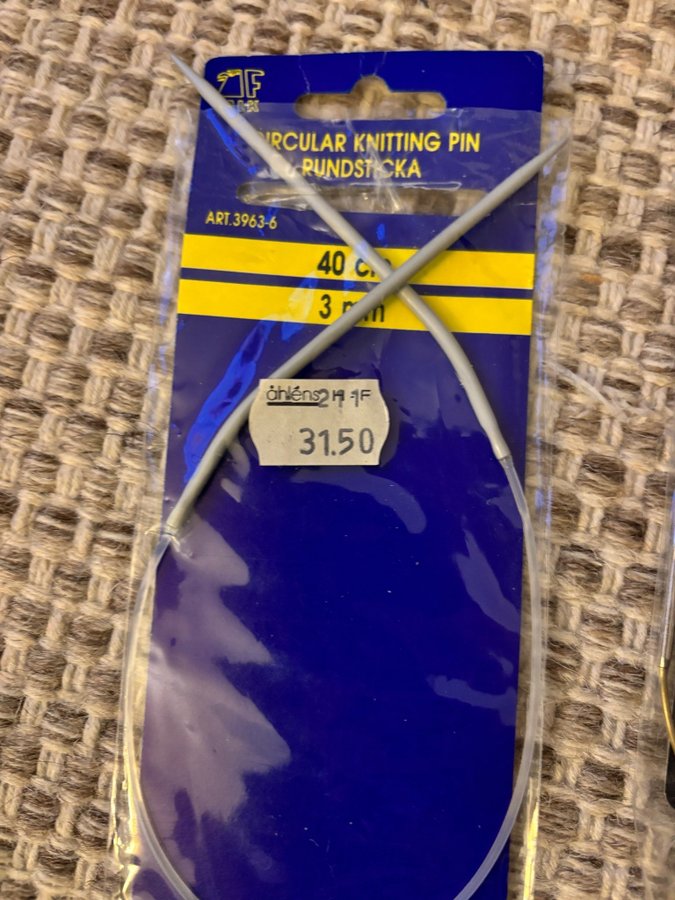 CIRCULAR KNITTING PIN
RUNDSTICKA
ART.3963-6
40 cm
3 mm
åhléns
31.50